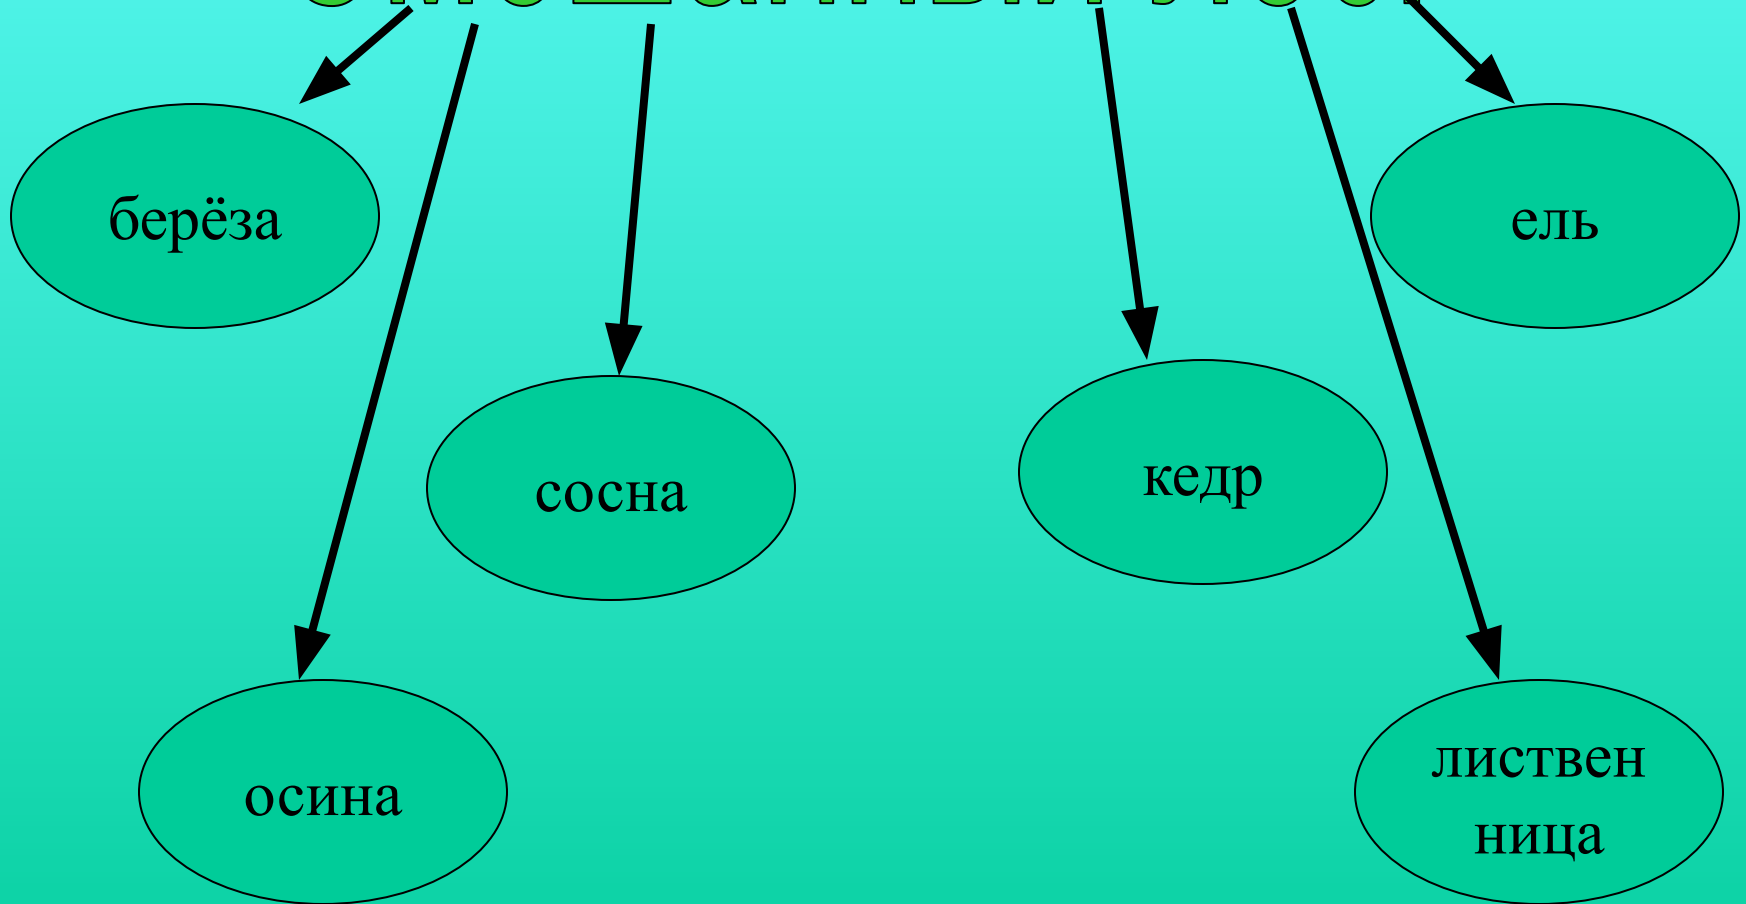 берёза
ель
сосна
кедр
осина
листвен
ница